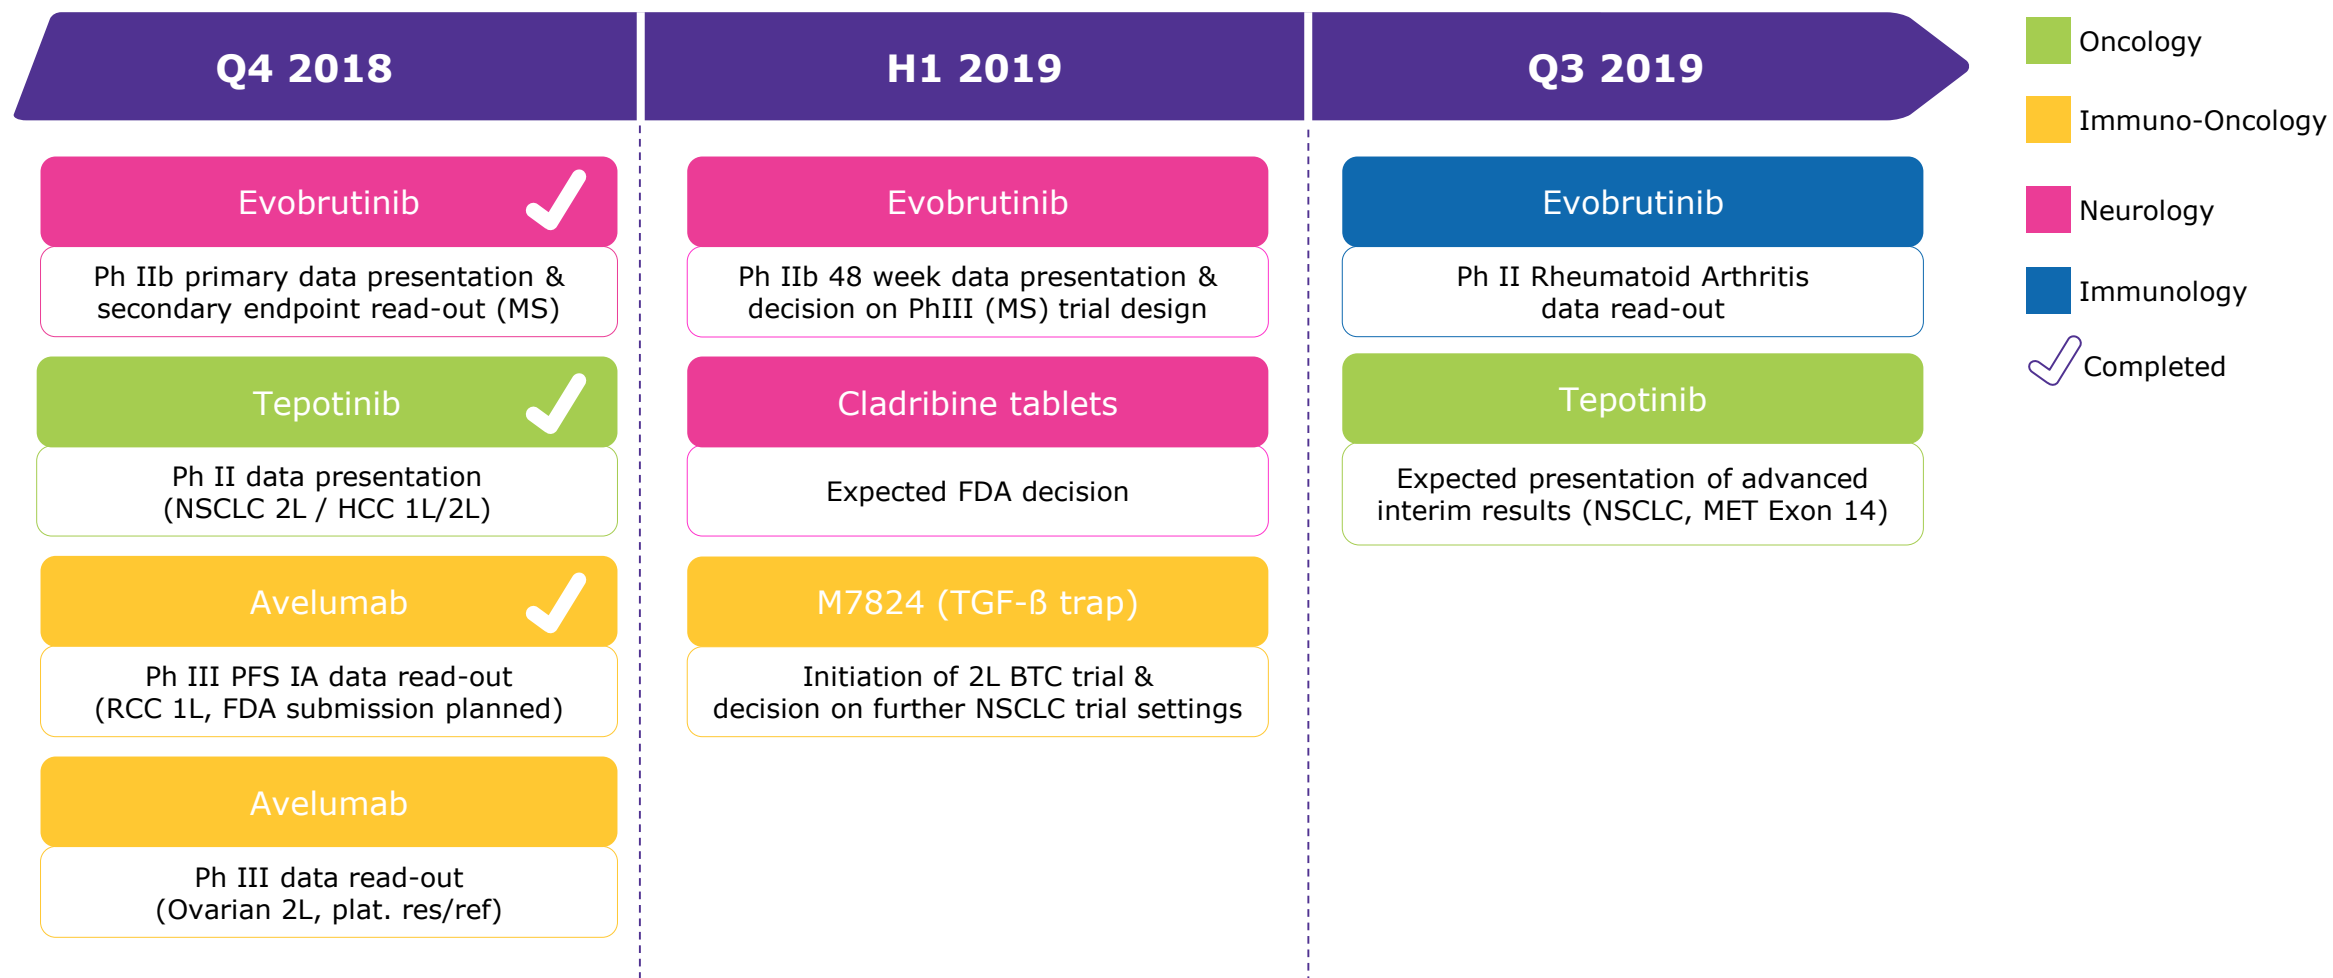 Q4 2018
H1 2019
Q3 2019
Evobrutinib
Ph IIb primary data presentation &
secondary endpoint read-out (MS)
Tepotinib
Ph II data presentation
(NSCLC 2L / HCC 1L/2L)
Avelumab
Ph III PFS IA data read-out
(RCC 1L, FDA submission planned)
Avelumab
Ph III data read-out
(Ovarian 2L, plat. res/ref)
Evobrutinib
Ph IIb 48 week data presentation &
decision on PhIII (MS) trial design
Cladribine tablets
Expected FDA decision
M7824 (TGF-ß trap)
Initiation of 2L BTC trial &
decision on further NSCLC trial settings
Evobrutinib
Ph II Rheumatoid Arthritis
data read-out
Tepotinib
Expected presentation of advanced
interim results (NSCLC, MET Exon 14)
Oncology
Immuno-Oncology
Neurology
Immunology
Completed